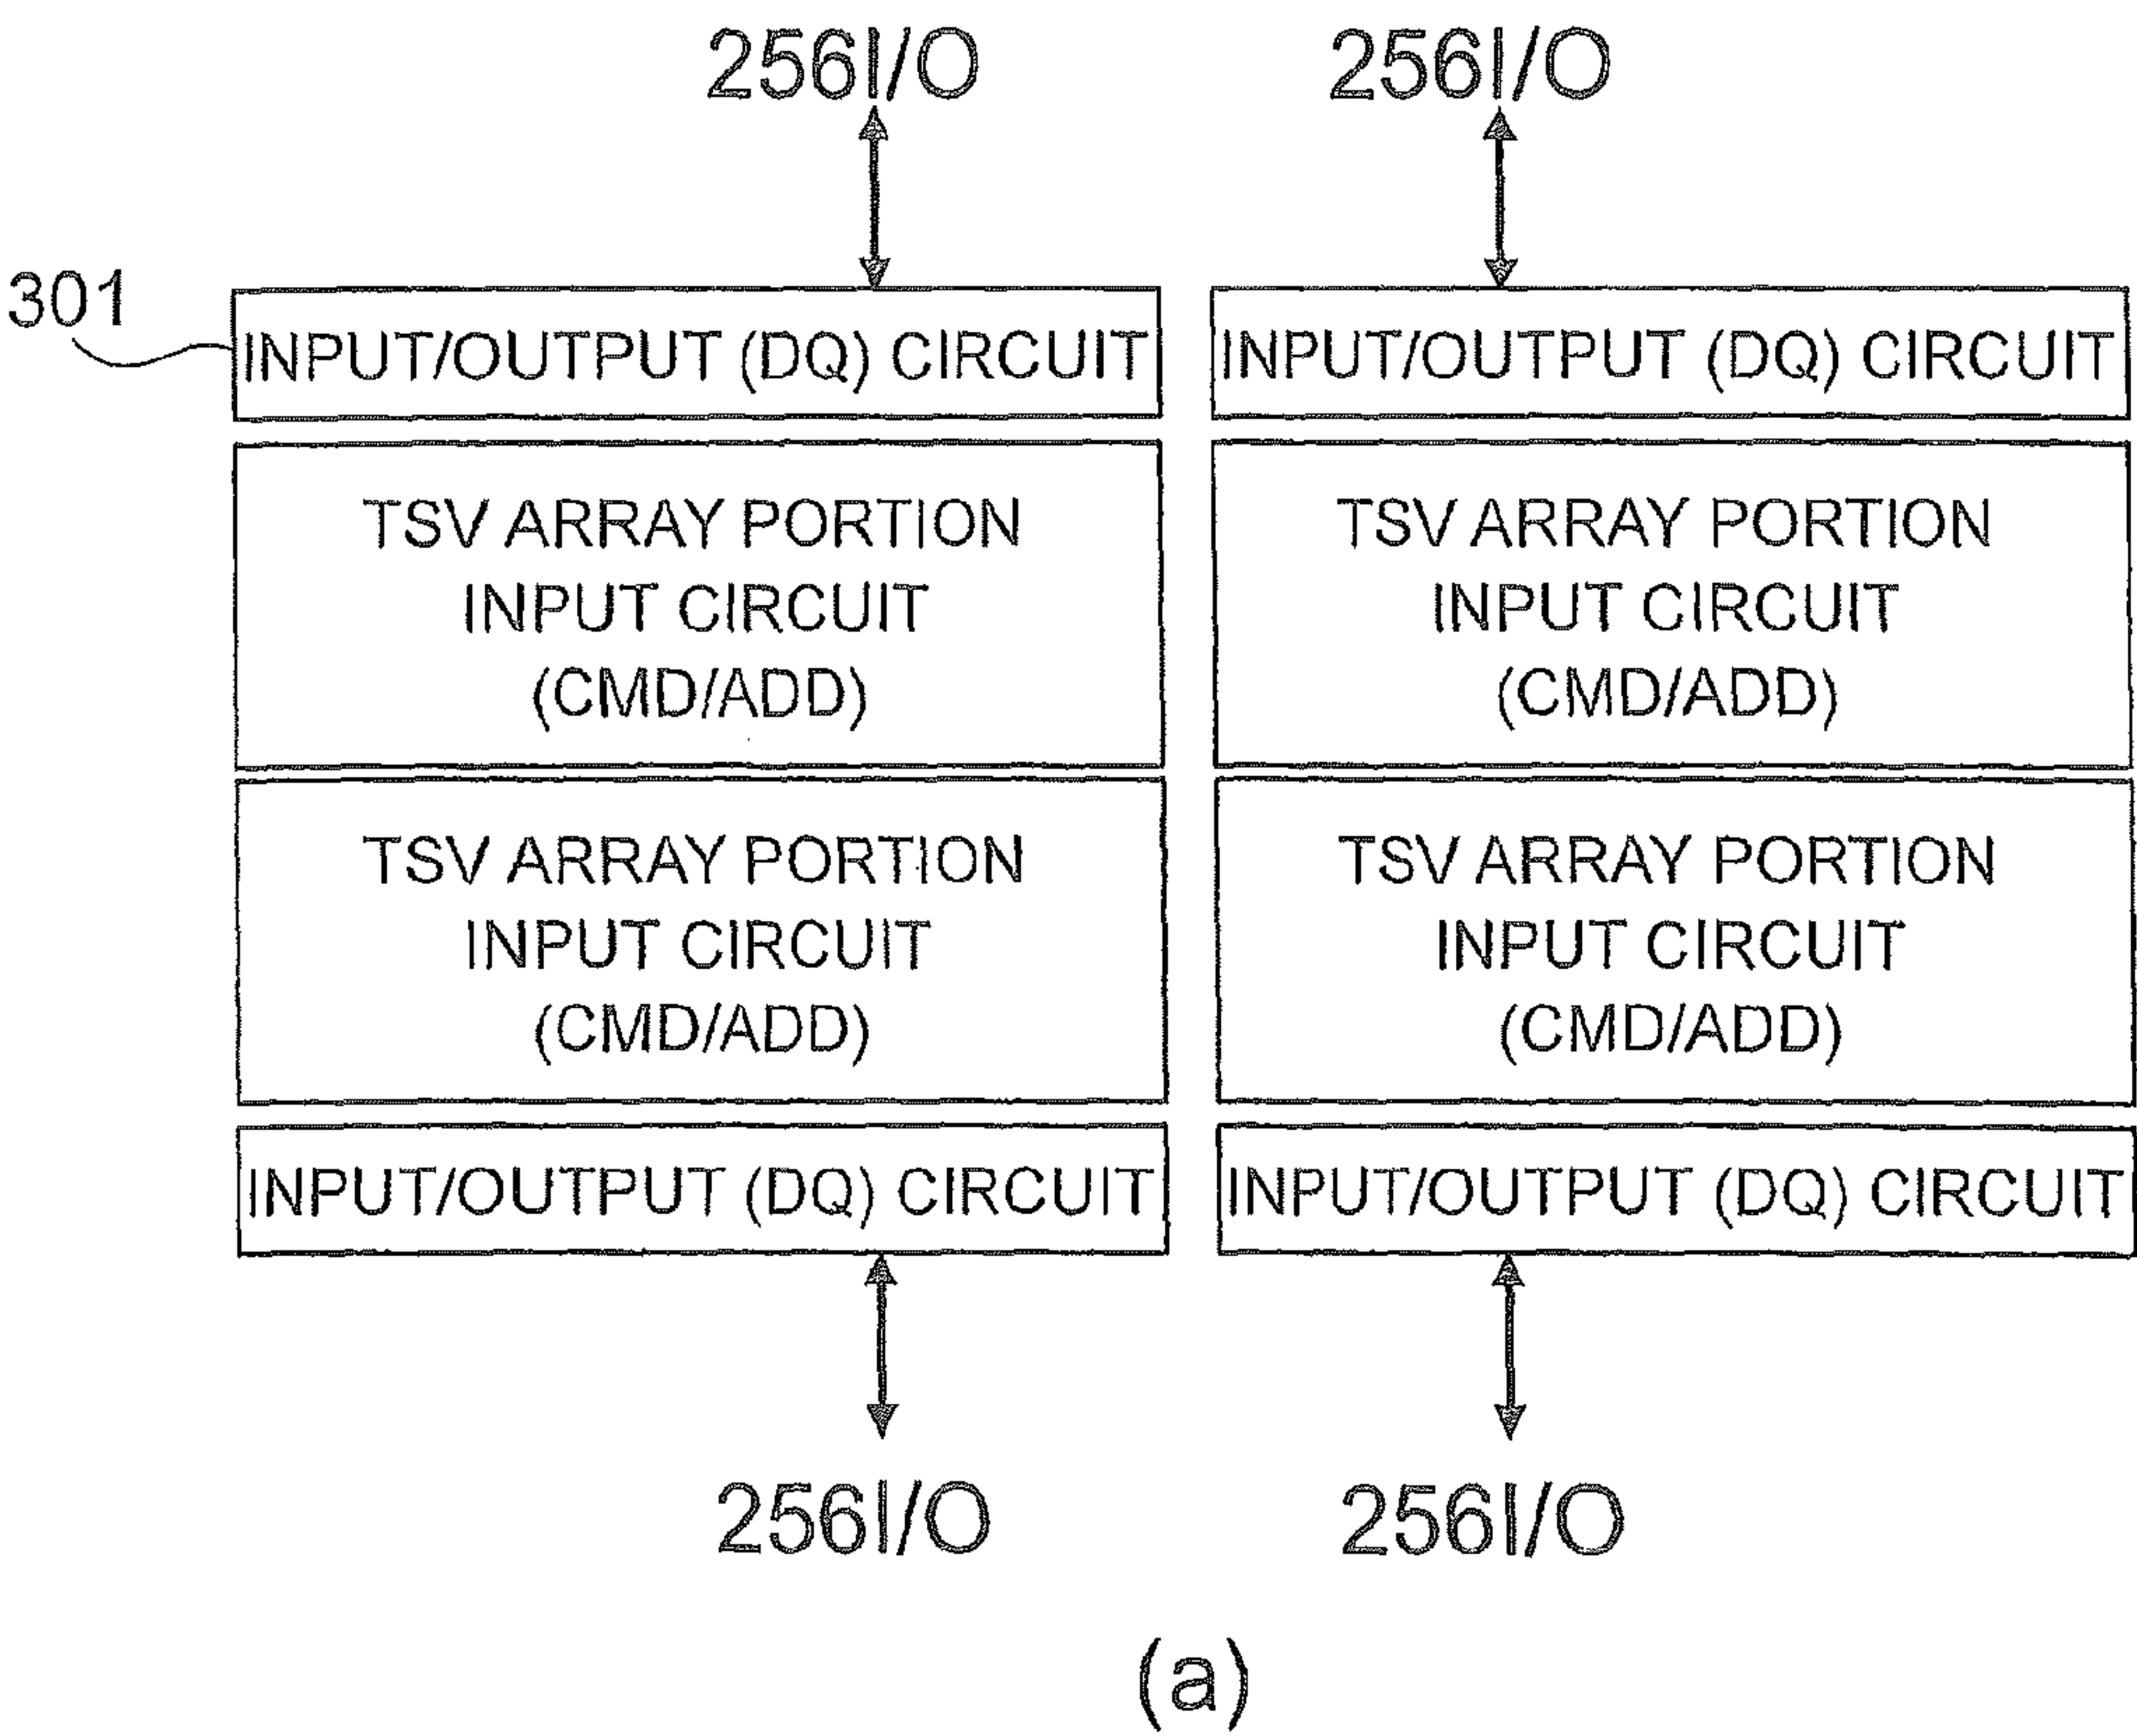 256I/O
256I/O
301
INPUT/OUTPUT (DQ) CIRCUIT
INPUT/OUTPUT (DQ) CIRCUIT
TSV ARRAY PORTION
INPUT CIRCUIT
(CMD/ADD)
TSV ARRAY PORTION
INPUT CIRCUIT
(CMD/ADD)
TSV ARRAY PORTION
INPUT CIRCUIT
(CMD/ADD)
TSV ARRAY PORTION
INPUT CIRCUIT
(CMD/ADD)
INPUT/OUTPUT (DQ) CIRCUIT
INPUT/OUTPUT (DQ) CIRCUIT
256I/O
256I/O
(a)